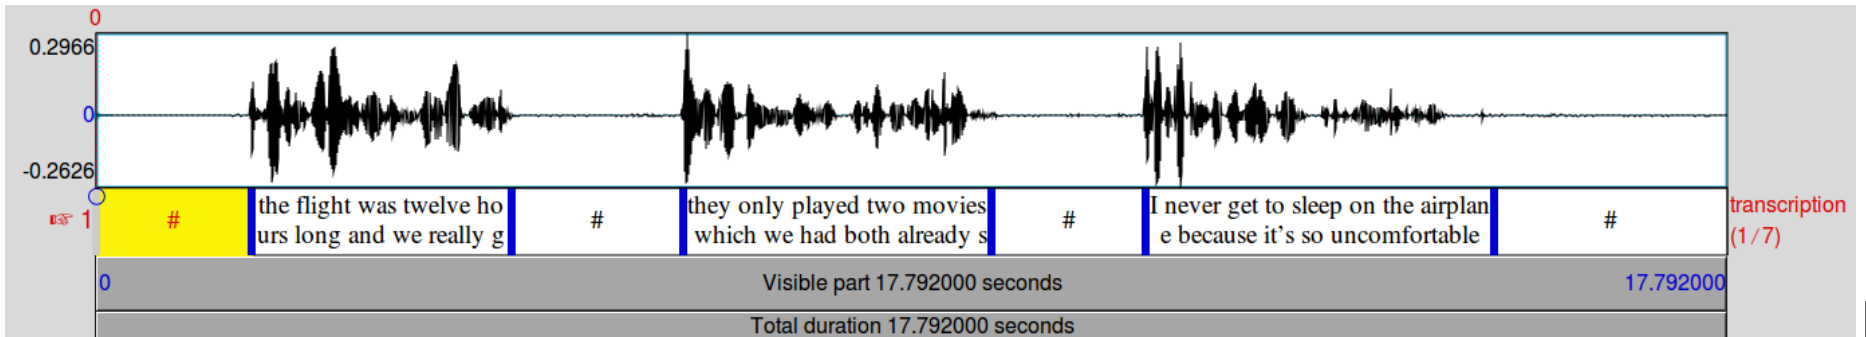 0
0.2966
0
-0.2626
☞ 1
#
the flight was twelve ho
urs long and we really g
#
they only played two movies
which we had both already s
#
I never get to sleep on the airplan
e because it's so uncomfortable
#
transcription
(1/7)
0 Visible part 17.792000 seconds 17.792000
Total duration 17.792000 seconds